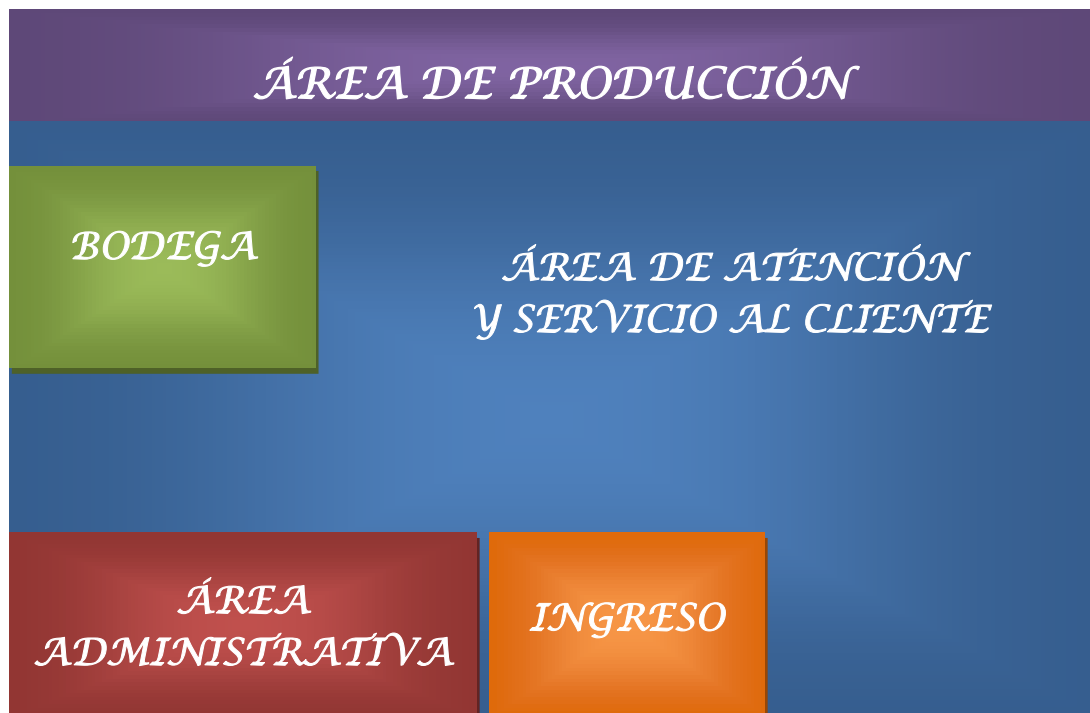 ÁREA DE PRODUCCIÓN
BODEGA
ÁREA DE ATENCIÓN
Y SERVICIO AL CLIENTE
ÁREA
ADMINISTRATIVA
INGRESO